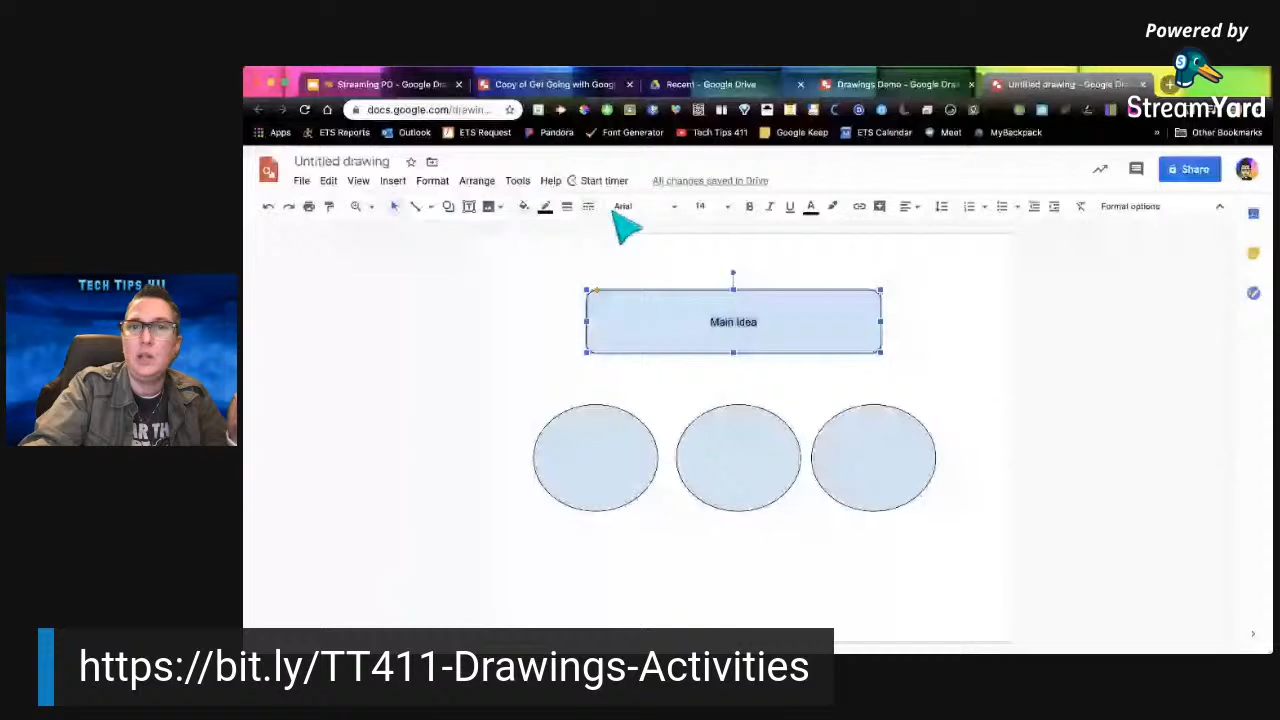 Powered by
StreamYard
Streaming PD - Google Dra
Copy of Get Going with Goog
Recent - Google Drive
Drawings Demo - Google Dra
Untitled drawing - Google Dr
docs.google.com/drawin...
Apps
ETS Reports
Outlook
ETS Request
Pandora
Font Generator
Tech Tips 411
Google Keep
ETS Calendar
Meet
MyBackpack
»
Other Bookmarks
Untitled drawing
File Edit View Insert Format Arrange Tools Help Start timer All changes saved to Drive
Share
Arial 14 B I U A Format options
Main Idea
TECH TIPS 411
https://bit.ly/TT411-Drawings-Activities